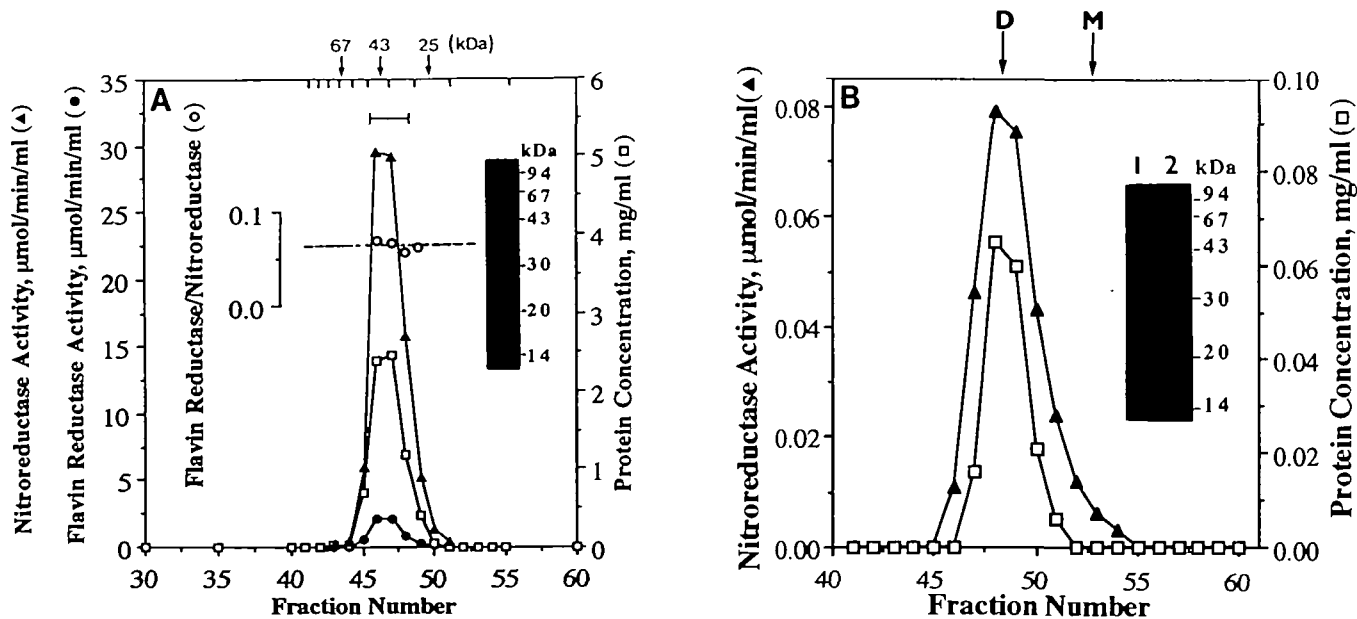 67 43 25 (kDa)
A
35
30
25
20
15
10
5
0
Nitroreductase Activity, μmol/min/ml (▲)
Flavin Reductase Activity, μmol/min/ml (●)
Flavin Reductase/Nitroreductase (○)
0.1
0.0
kDa
-94
-67
-43
-30
-20
-14
6
5
4
3
2
1
0
Protein Concentration, mg/ml (□)
30 35 40 45 50 55 60
Fraction Number
D M
B
0.08
0.06
0.04
0.02
0.00
Nitroreductase Activity, μmol/min/ml(▲)
1 2 kDa
-94
-67
-43
-30
-20
-14
0.10
0.08
0.06
0.04
0.02
0.00
Protein Concentration, mg/ml (□)
40 45 50 55 60
Fraction Number